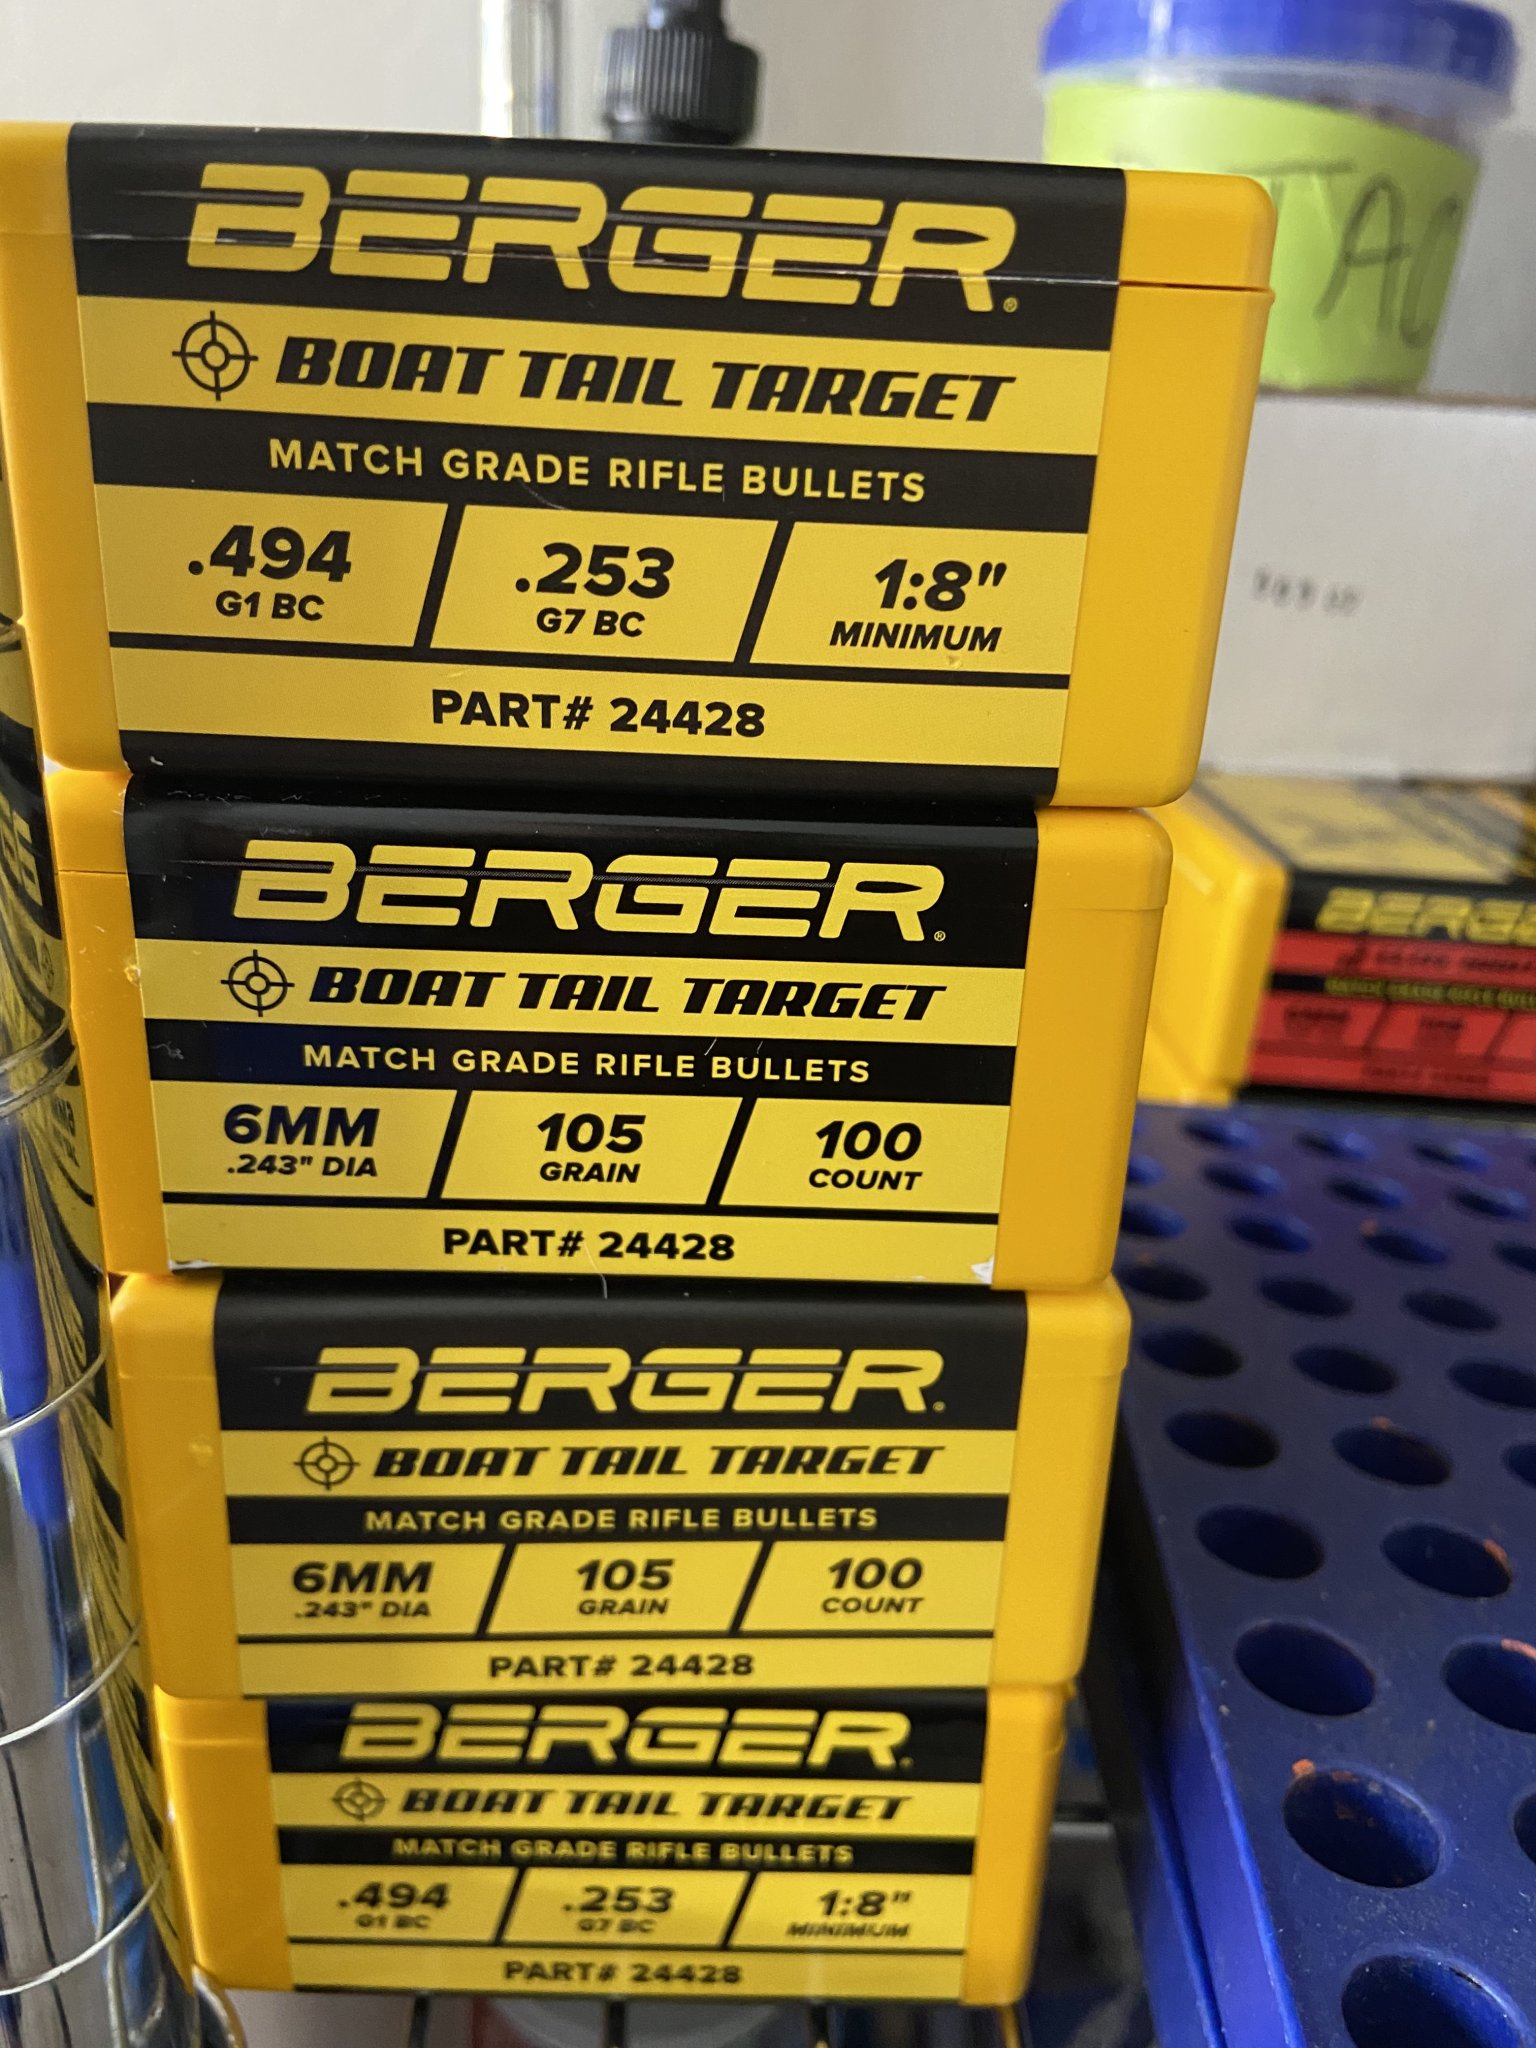 BERGER®
BOAT TAIL TARGET
MATCH GRADE RIFLE BULLETS
.494 .253 1:8"
G1 BC G7 BC MINIMUM
PART# 24428
BERGER®
BOAT TAIL TARGET
MATCH GRADE RIFLE BULLETS
6MM 105 100
.243" DIA GRAIN COUNT
PART# 24428
BERGER.
BOAT TAIL TARGET
MATCH GRADE RIFLE BULLETS
6MM 105 100
.243" DIA GRAIN COUNT
PART# 24428
BERGER.
BOAT TAIL TARGET
MATCH GRADE RIFLE BULLETS
.494 .253 1:8"
G1 BC G7 BC MINIMUM
PART# 24428
TAC
BERGE